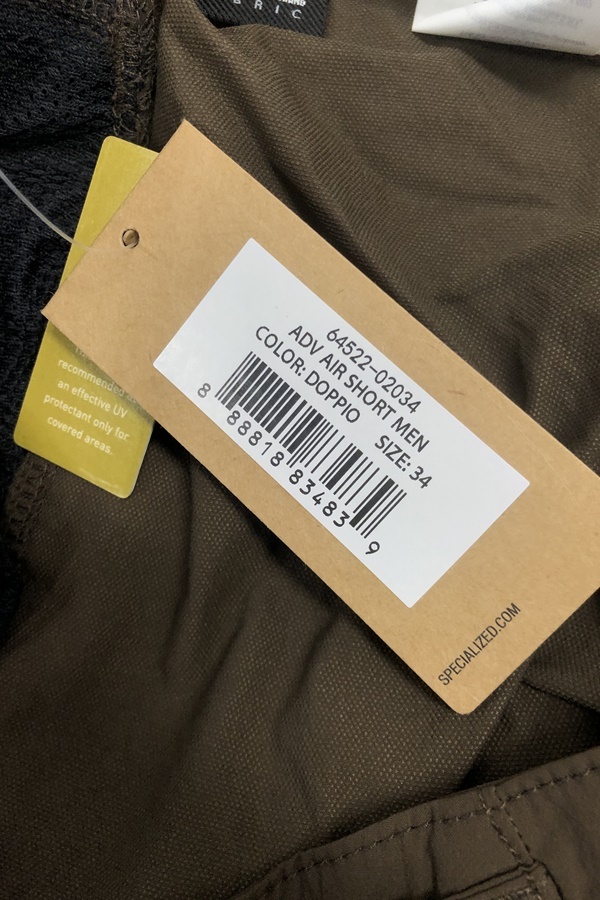 BRIC
64522-02034
ADV AIR SHORT MEN
COLOR: DOPPIO SIZE: 34
8 88818 83483 9
SPECIALIZED.COM
recommended
an effective UV
protectant only for
covered areas.